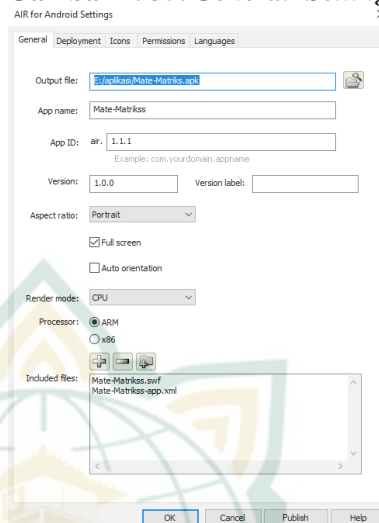 AIR for Android Settings
General Deployment Icons Permissions Languages
Output file: E:/aplikasi/Mate-Matriks.apk
App name: Mate-Matrikss
App ID: air. 1.1.1
Example: com.yourdomain.appname
Version: 1.0.0 Version label:
Aspect ratio: Portrait
Full screen
Auto orientation
Render mode: CPU
Processor: ARM
x86
Included files: Mate-Matrikss.swf
Mate-Matrikss-app.xml
OK Cancel Publish Help